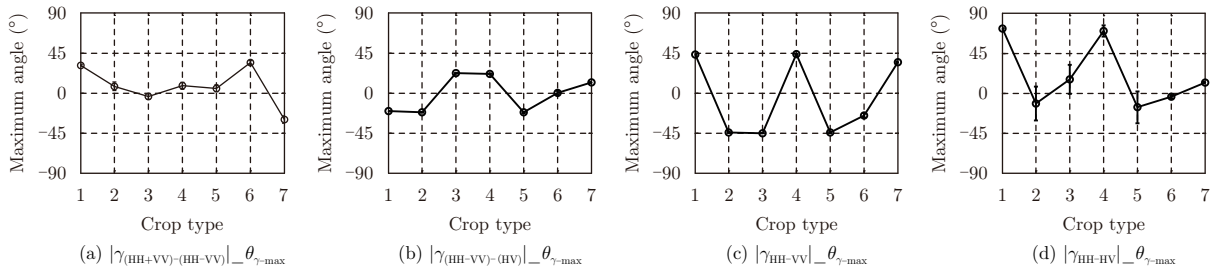 90
45
0
−45
−90
Maximum angle (°)
1 2 3 4 5 6 7
Crop type
(a) |γ(HH+VV)-(HH-VV)|_θγ-max
90
45
0
−45
−90
Maximum angle (°)
1 2 3 4 5 6 7
Crop type
(b) |γ(HH-VV)-(HV)|_θγ-max
90
45
0
−45
−90
Maximum angle (°)
1 2 3 4 5 6 7
Crop type
(c) |γHH-VV|_θγ-max
90
45
0
−45
−90
Maximum angle (°)
1 2 3 4 5 6 7
Crop type
(d) |γHH-HV|_θγ-max